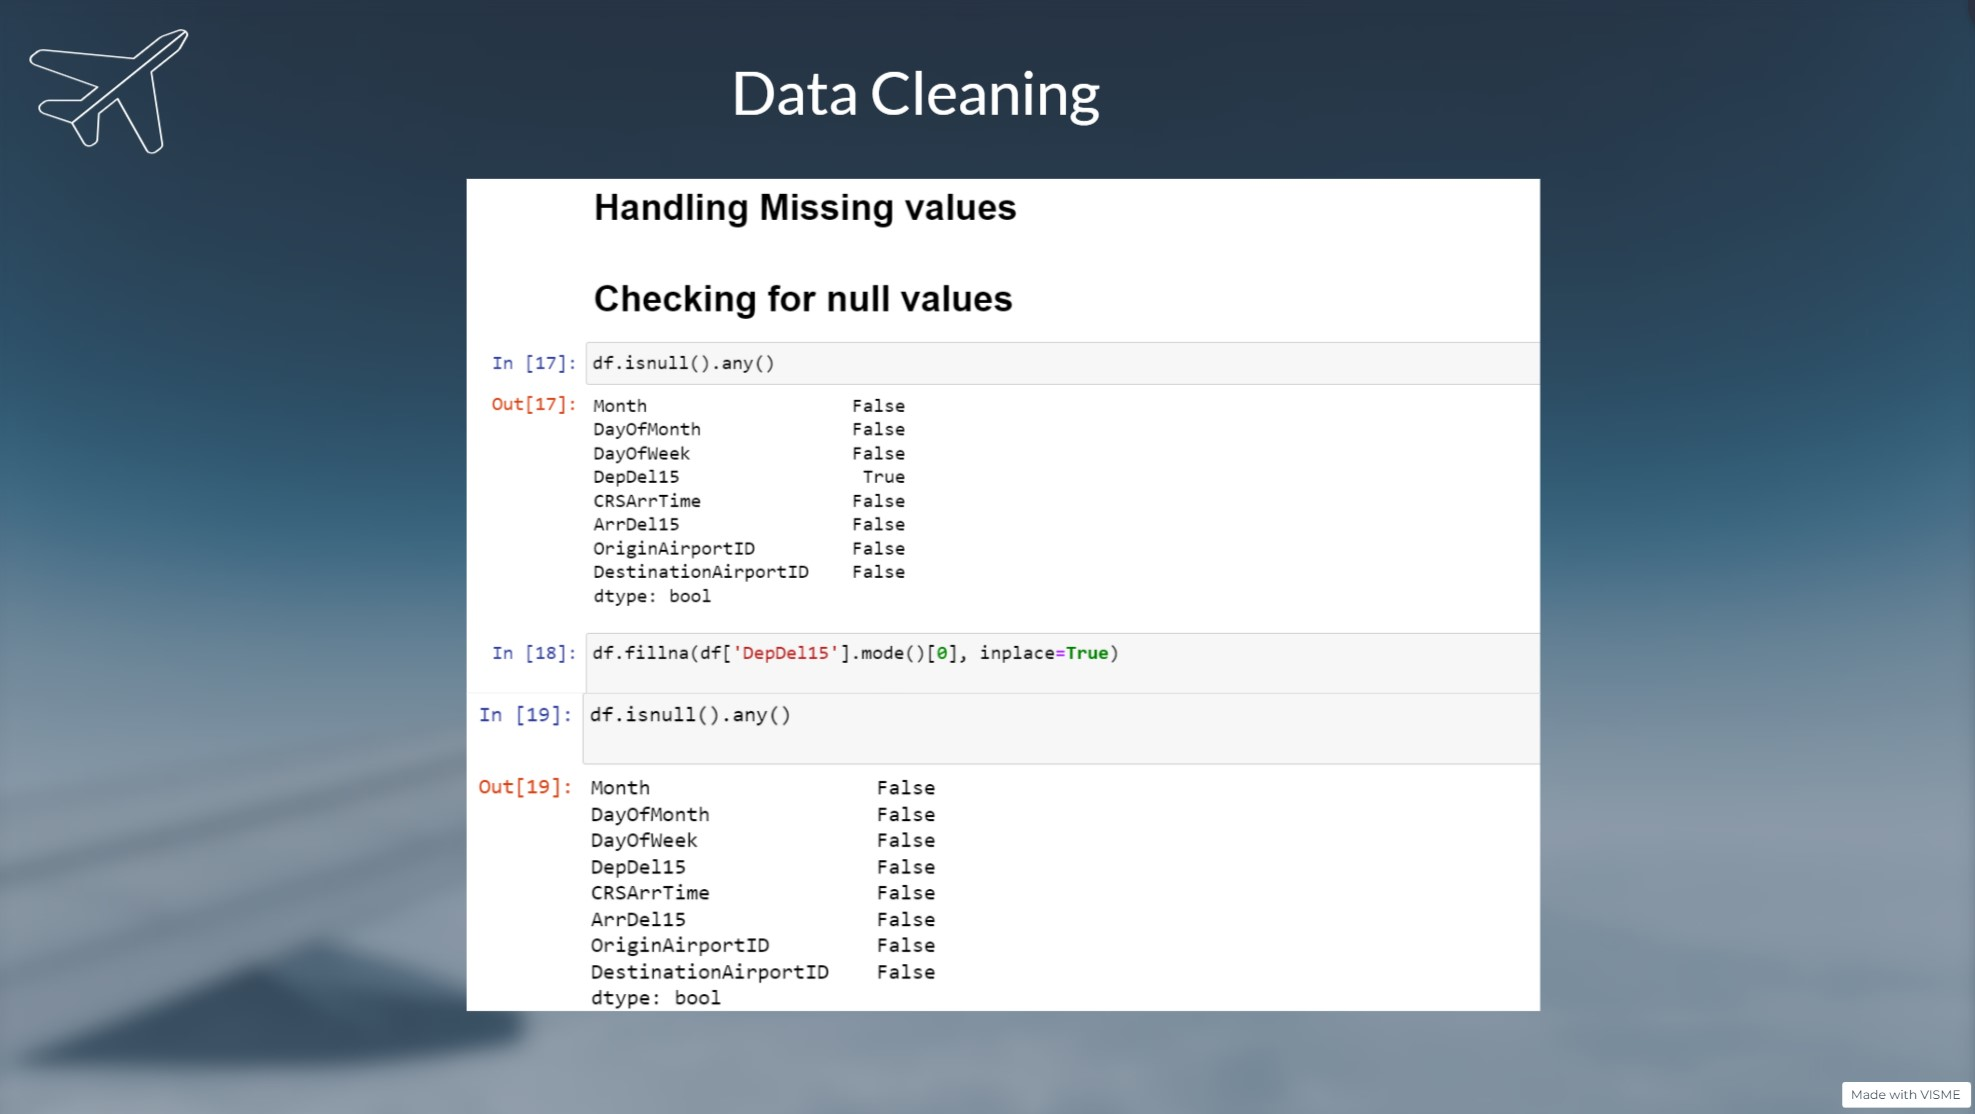 Data Cleaning
Handling Missing values
Checking for null values
In [17]: df.isnull().any()
Out[17]: Month False
DayOfMonth False
DayOfWeek False
DepDel15 True
CRSArrTime False
ArrDel15 False
OriginAirportID False
DestinationAirportID False
dtype: bool
In [18]: df.fillna(df['DepDel15'].mode()[0], inplace=True)
In [19]: df.isnull().any()
Out[19]: Month False
DayOfMonth False
DayOfWeek False
DepDel15 False
CRSArrTime False
ArrDel15 False
OriginAirportID False
DestinationAirportID False
dtype: bool
Made with VISME